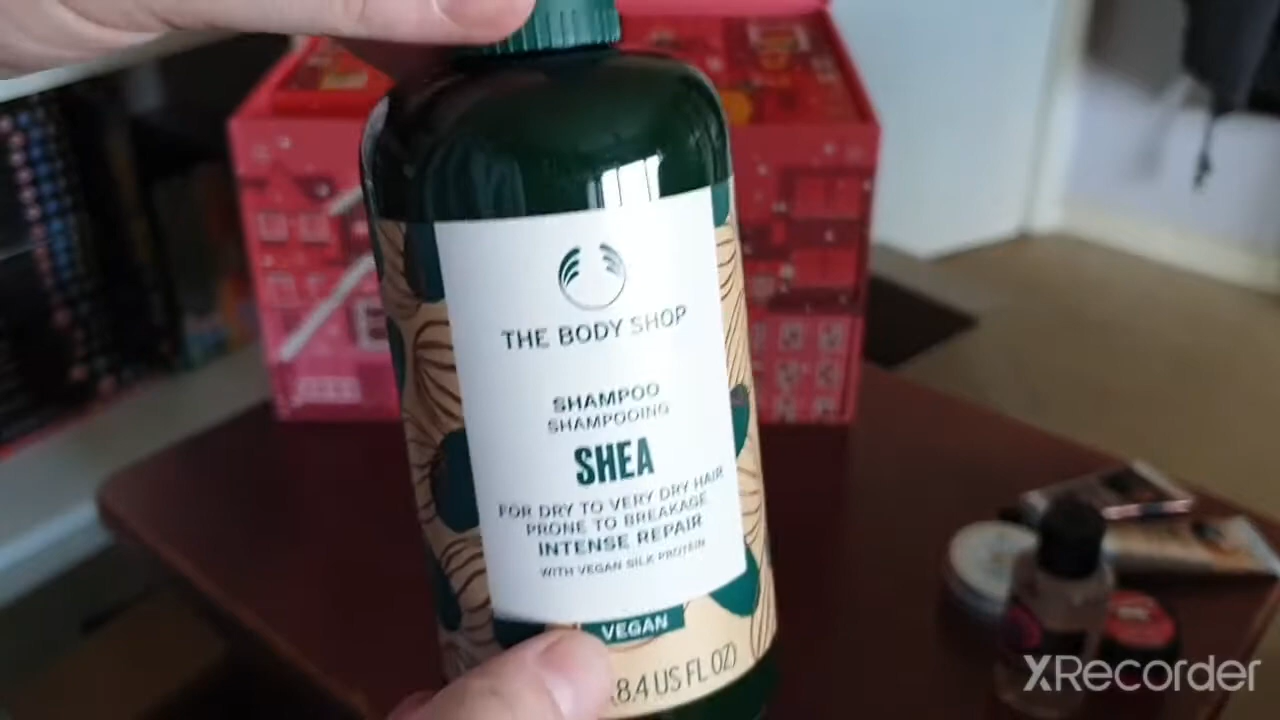 THE BODY SHOP
SHAMPOO
SHAMPOOING
SHEA
FOR DRY TO VERY DRY HAIR
PRONE TO BREAKAGE
INTENSE REPAIR
WITH VEGAN SILK PROTEIN
VEGAN
8.4 US FL OZ)
XRecorder